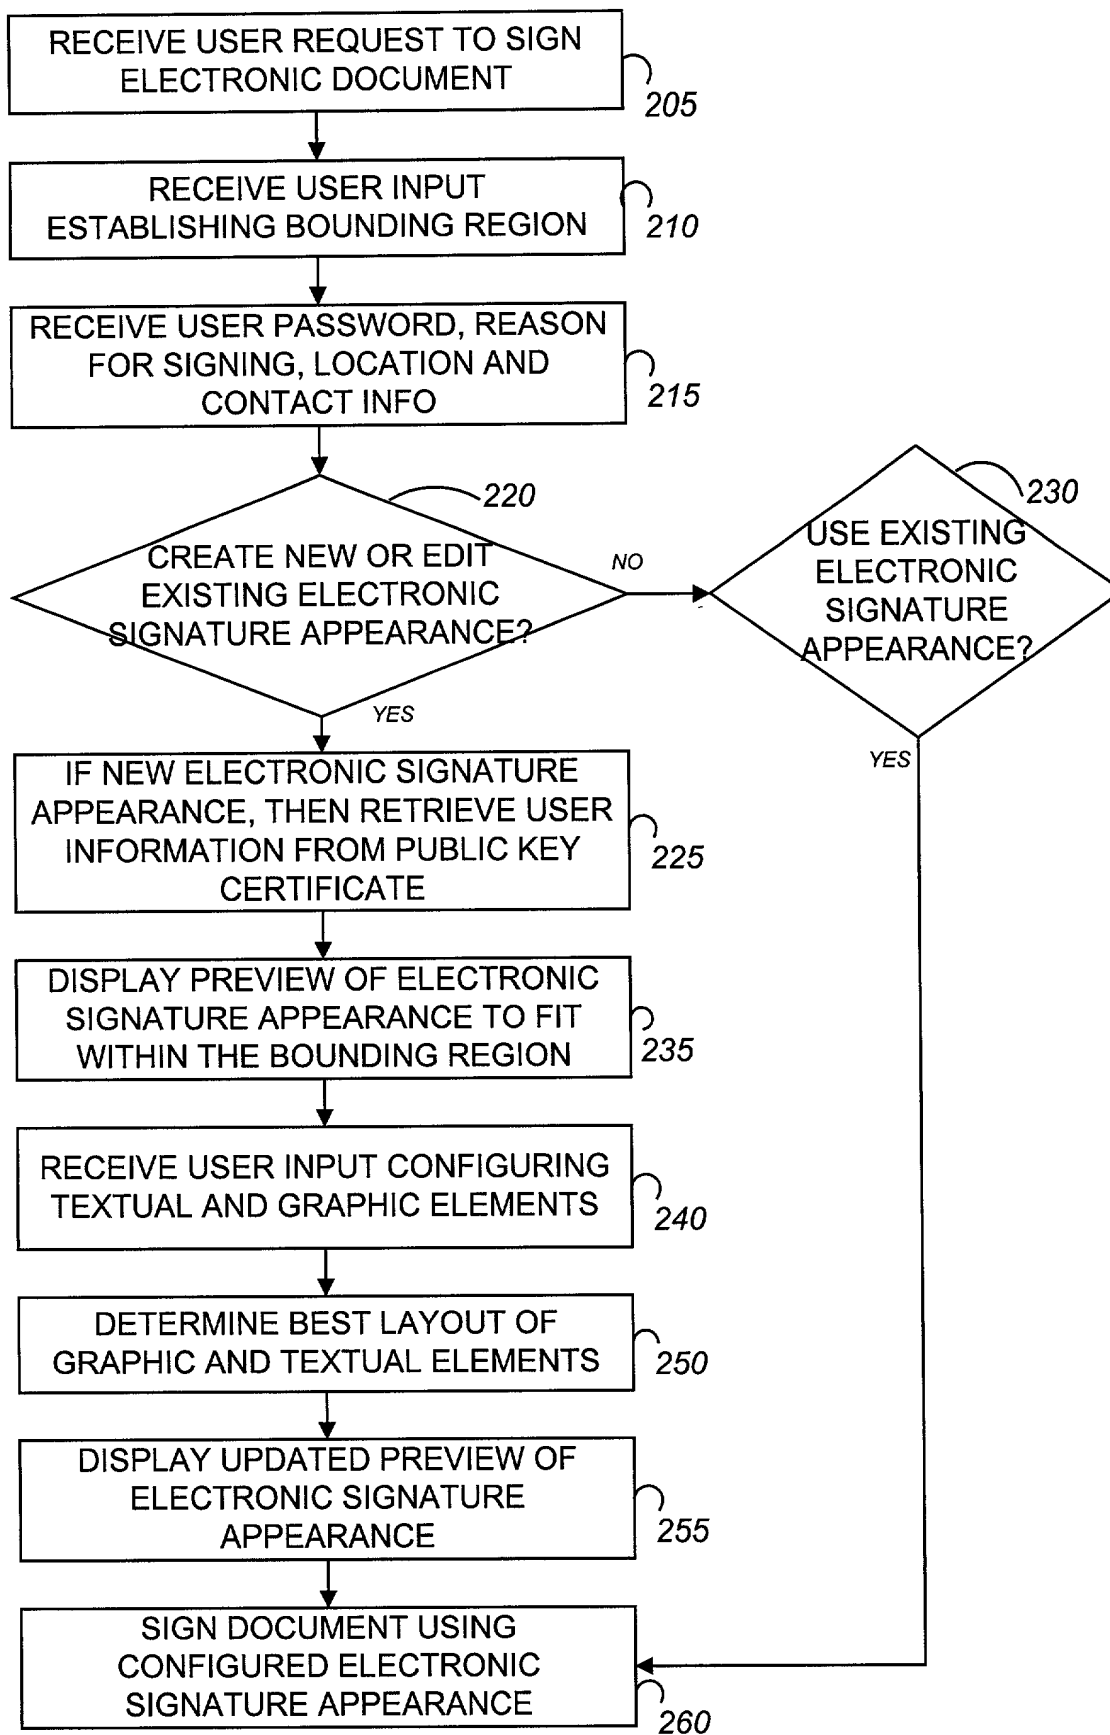 RECEIVE USER REQUEST TO SIGN
ELECTRONIC DOCUMENT
205
RECEIVE USER INPUT
ESTABLISHING BOUNDING REGION
210
RECEIVE USER PASSWORD, REASON
FOR SIGNING, LOCATION AND
CONTACT INFO
215
220
CREATE NEW OR EDIT
EXISTING ELECTRONIC
SIGNATURE APPEARANCE?
NO
YES
230
USE EXISTING
ELECTRONIC
SIGNATURE
APPEARANCE?
YES
IF NEW ELECTRONIC SIGNATURE
APPEARANCE, THEN RETRIEVE USER
INFORMATION FROM PUBLIC KEY
CERTIFICATE
225
DISPLAY PREVIEW OF ELECTRONIC
SIGNATURE APPEARANCE TO FIT
WITHIN THE BOUNDING REGION
235
RECEIVE USER INPUT CONFIGURING
TEXTUAL AND GRAPHIC ELEMENTS
240
DETERMINE BEST LAYOUT OF
GRAPHIC AND TEXTUAL ELEMENTS
250
DISPLAY UPDATED PREVIEW OF
ELECTRONIC SIGNATURE
APPEARANCE
255
SIGN DOCUMENT USING
CONFIGURED ELECTRONIC
SIGNATURE APPEARANCE
260